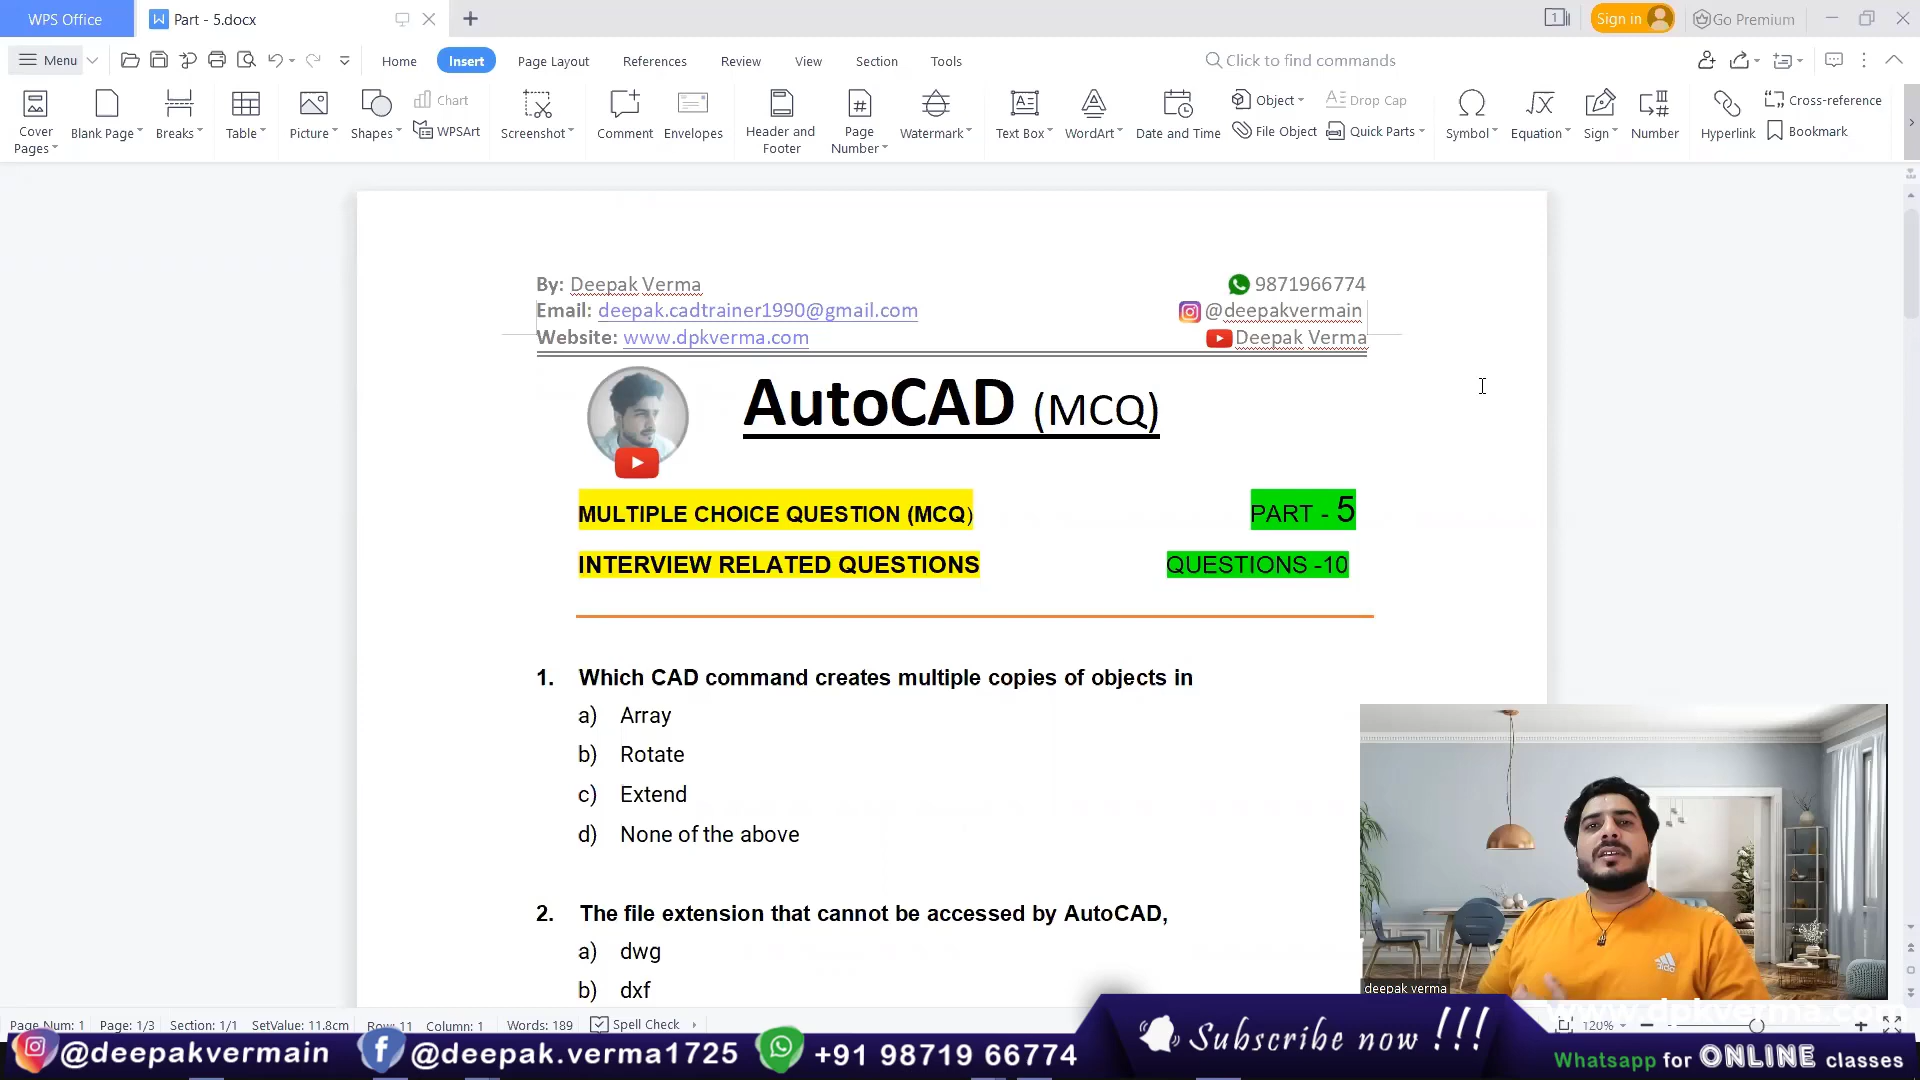 WPS Office
Part - 5.docx
1
Sign in
Go Premium
Menu
Home
Insert
Page Layout
References
Review
View
Section
Tools
Click to find commands
Cover Pages
Blank Page
Breaks
Table
Picture
Shapes
Chart
WPSArt
Screenshot
Comment
Envelopes
Header and Footer
Page Number
Watermark
Text Box
WordArt
Date and Time
Object
File Object
Drop Cap
Quick Parts
Symbol
Equation
Sign
Number
Hyperlink
Cross-reference
Bookmark
By: Deepak Verma
9871966774
Email: deepak.cadtrainer1990@gmail.com
@deepakvermain
Website: www.dpkverma.com
Deepak Verma
AutoCAD (MCQ)
MULTIPLE CHOICE QUESTION (MCQ)
PART - 5
INTERVIEW RELATED QUESTIONS
QUESTIONS -10
1. Which CAD command creates multiple copies of objects in
a) Array
b) Rotate
c) Extend
d) None of the above
2. The file extension that cannot be accessed by AutoCAD,
a) dwg
b) dxf
deepak verma
www.dpkverma.com
Page Num: 1
Page: 1/3
Section: 1/1
SetValue: 11.8cm
Row: 11
Column: 1
Words: 189
Spell Check
120%
@deepakvermain
@deepak.verma1725
+91 98719 66774
Subscribe now !!!
Whatsapp for ONLINE classes